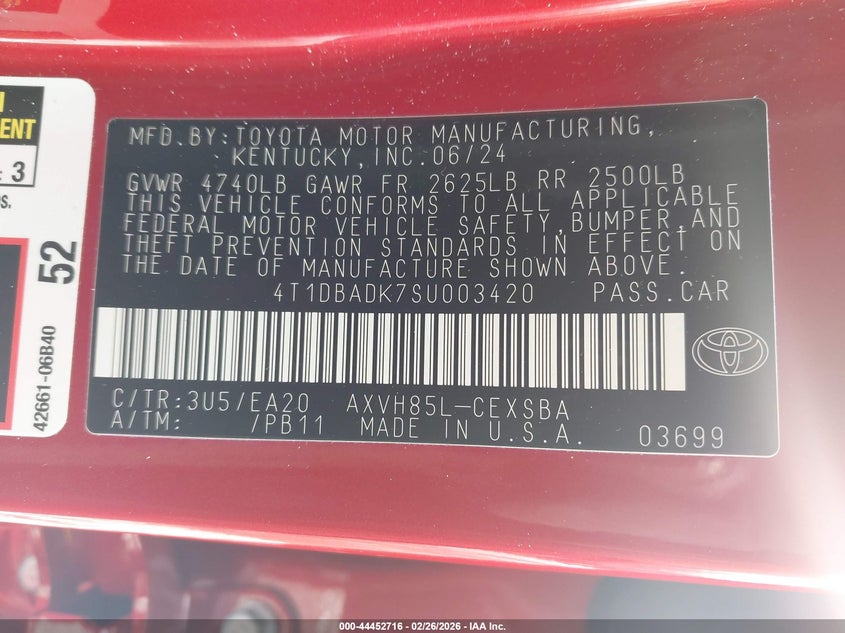 ENT
: 3
PS.
52
42661-06B40
MFD.BY:TOYOTA MOTOR MANUFACTURING,
KENTUCKY,INC.06/24
GVWR 4740LB GAWR FR 2625LB RR 2500LB
THIS VEHICLE CONFORMS TO ALL APPLICABLE
FEDERAL MOTOR VEHICLE SAFETY,BUMPER,AND
THEFT PREVENTION STANDARDS IN EFFECT ON
THE DATE OF MANUFACTURE SHOWN ABOVE.
4T1DBADK7SU003420 PASS.CAR
C/TR:3U5/EA20 AXVH85L-CEXSBA
A/TM: /PB11 MADE IN U.S.A. 03699
000-44452716 - 02/26/2026 - IAA Inc.